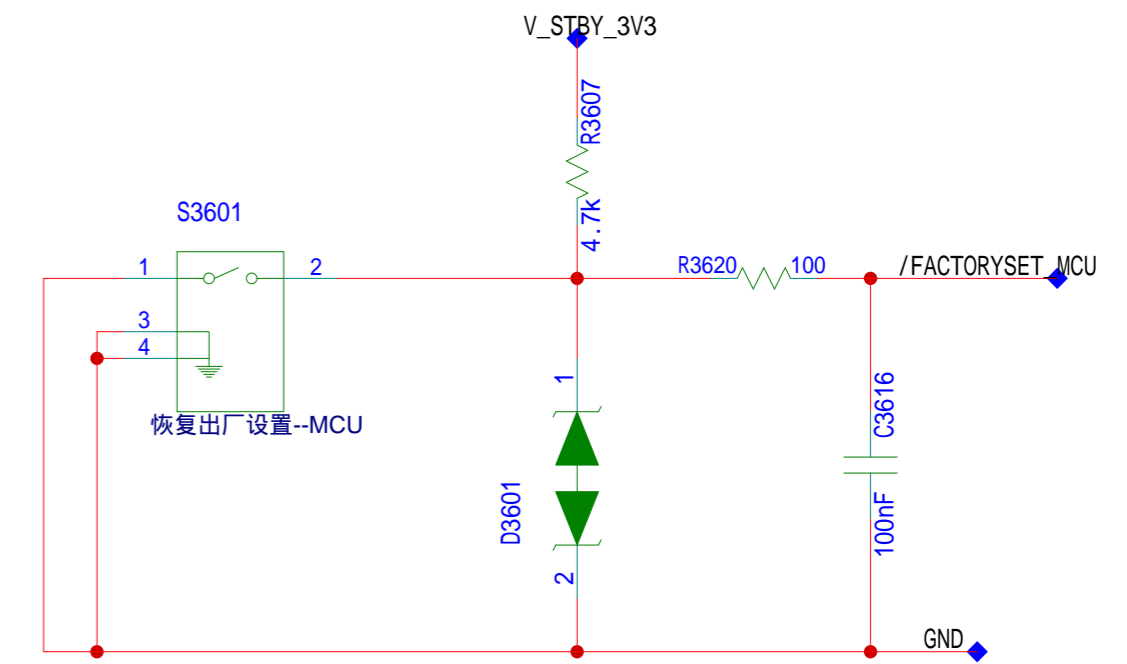 V_STBY_3V3
R3607
4.7k
S3601
1
2
3
4
恢复出厂设置--MCU
R3620
100
/FACTORYSET_MCU
1
D3601
2
C3616
100nF
GND